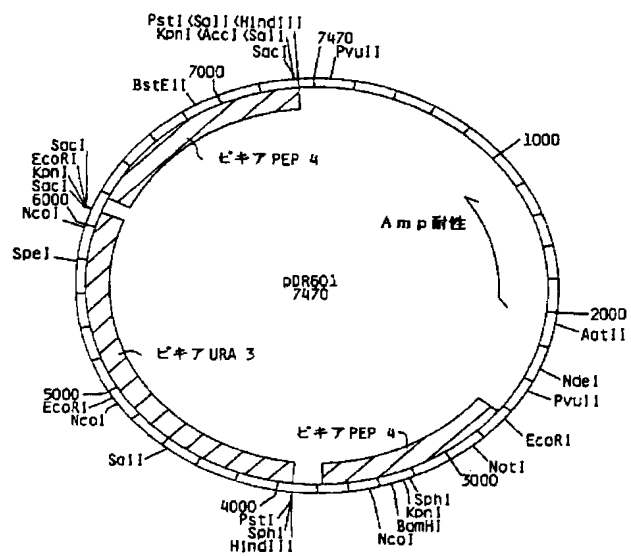 PstI<SalI<HindIII
KpnI<AccI<SalI
SacI
7470
PvuII
7000
BstEII
1000
SacI
EcoRI
KpnI
SacI
6000
NcoI
SpeI
ピキア PEP 4
Amp耐性
pDR601
7470
2000
AatII
NdeI
PvuII
EcoRI
NotI
3000
SphI
KpnI
BamHI
NcoI
ピキア URA 3
ピキア PEP 4
5000
EcoRI
NcoI
SalI
4000
PstI
SphI
HindIII